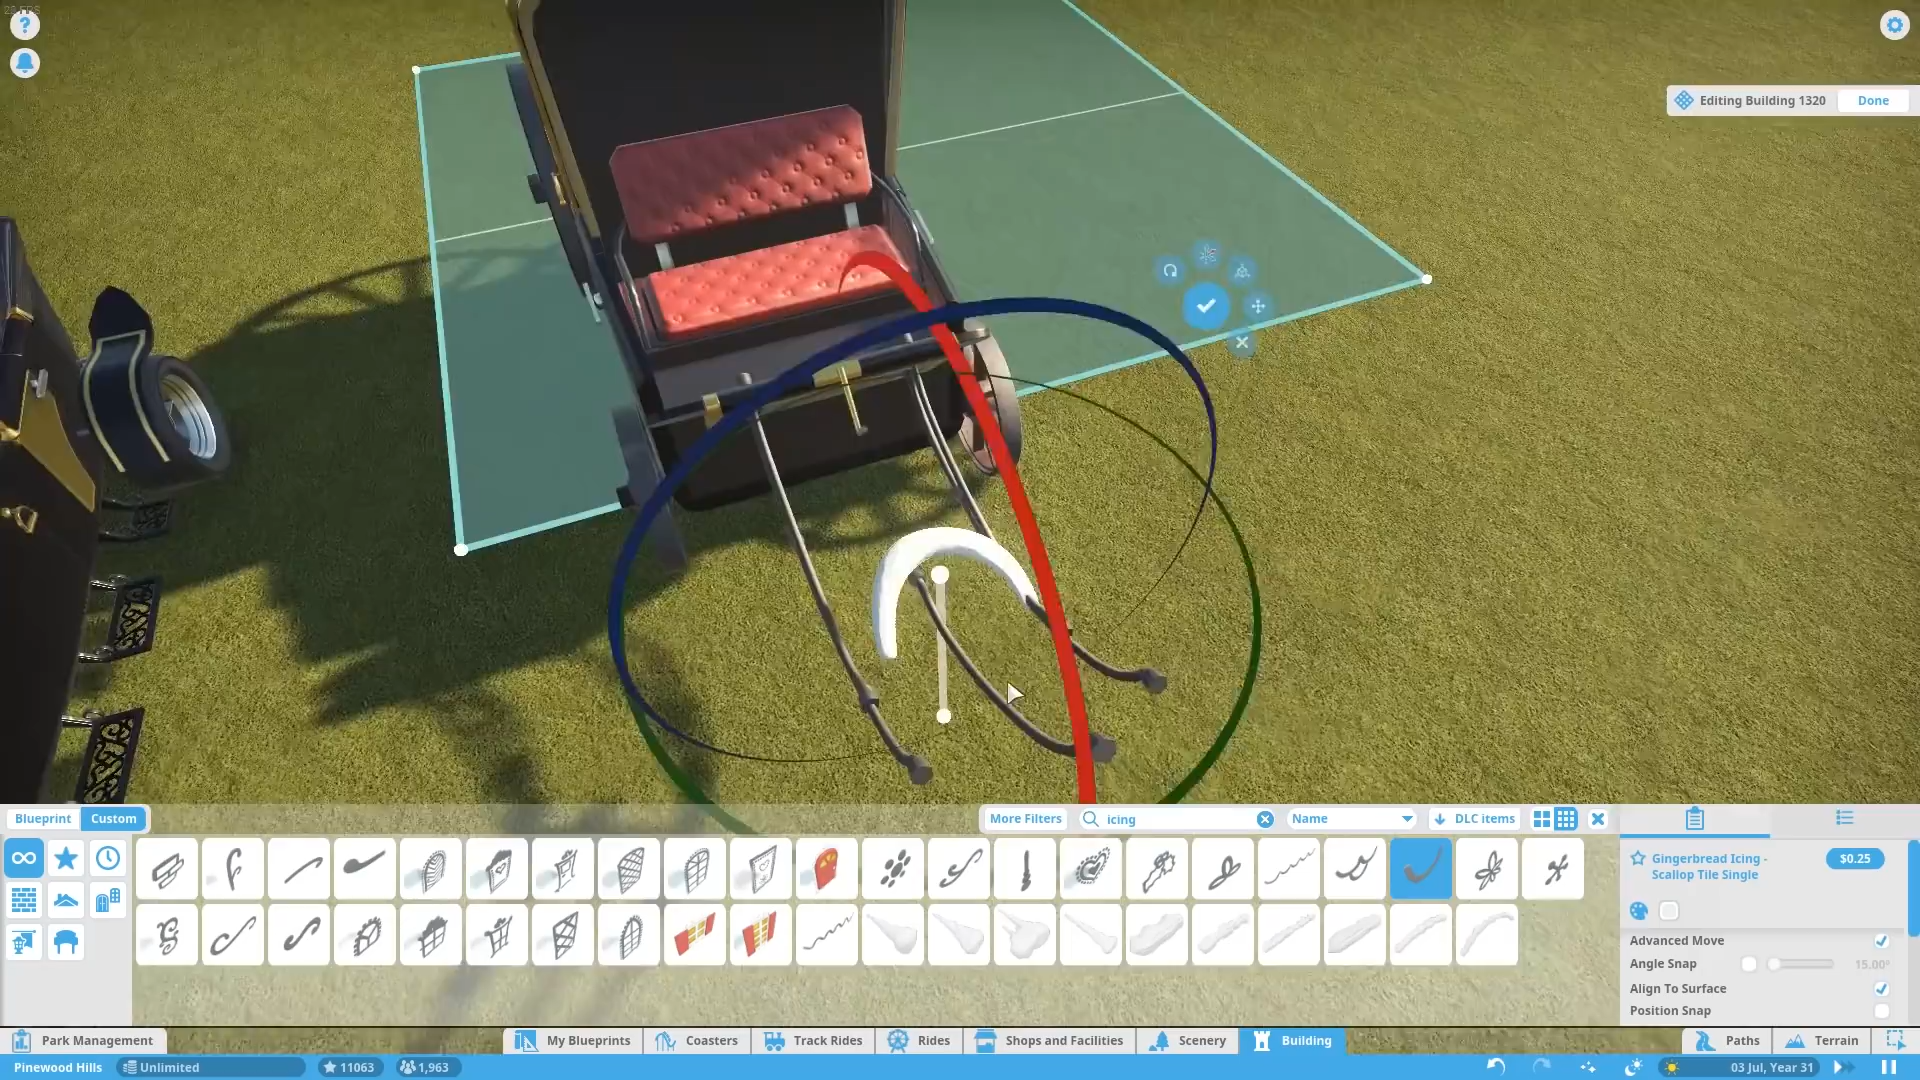 28 FPS
Editing Building 1320
Done
Blueprint
Custom
More Filters
icing
Name
DLC items
Gingerbread Icing -
Scallop Tile Single
$0.25
Advanced Move
Angle Snap
15.00°
Align To Surface
Position Snap
Park Management
My Blueprints
Coasters
Track Rides
Rides
Shops and Facilities
Scenery
Building
Paths
Terrain
Pinewood Hills
Unlimited
11063
1,963
03 Jul, Year 31